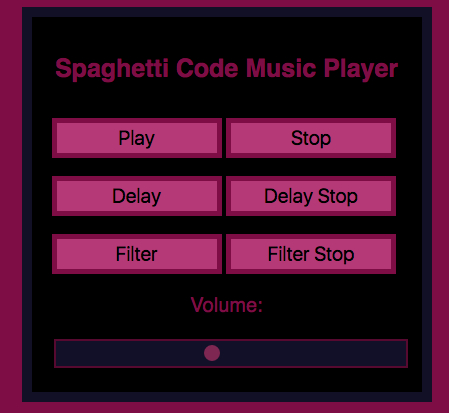 Spaghetti Code Music Player
Play Stop
Delay Delay Stop
Filter Filter Stop
Volume: